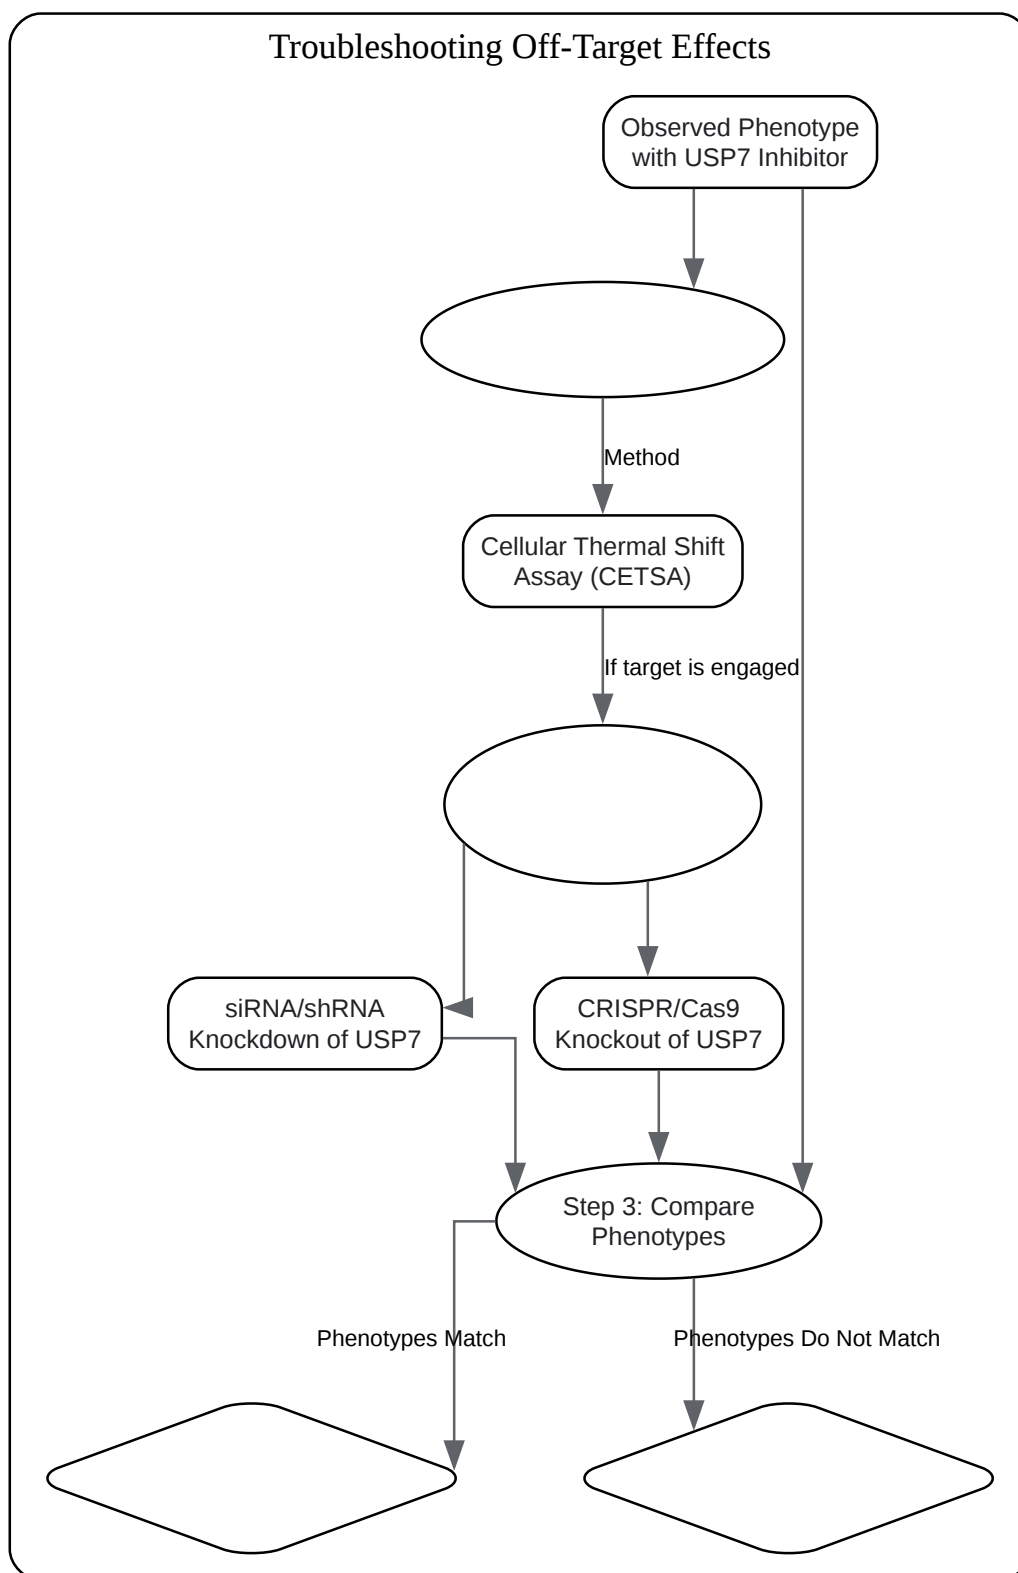 Troubleshooting Off-Target Effects
Observed Phenotype
with USP7 Inhibitor
Method
Cellular Thermal Shift
Assay (CETSA)
If target is engaged
siRNA/shRNA
Knockdown of USP7
CRISPR/Cas9
Knockout of USP7
Step 3: Compare
Phenotypes
Phenotypes Match
Phenotypes Do Not Match